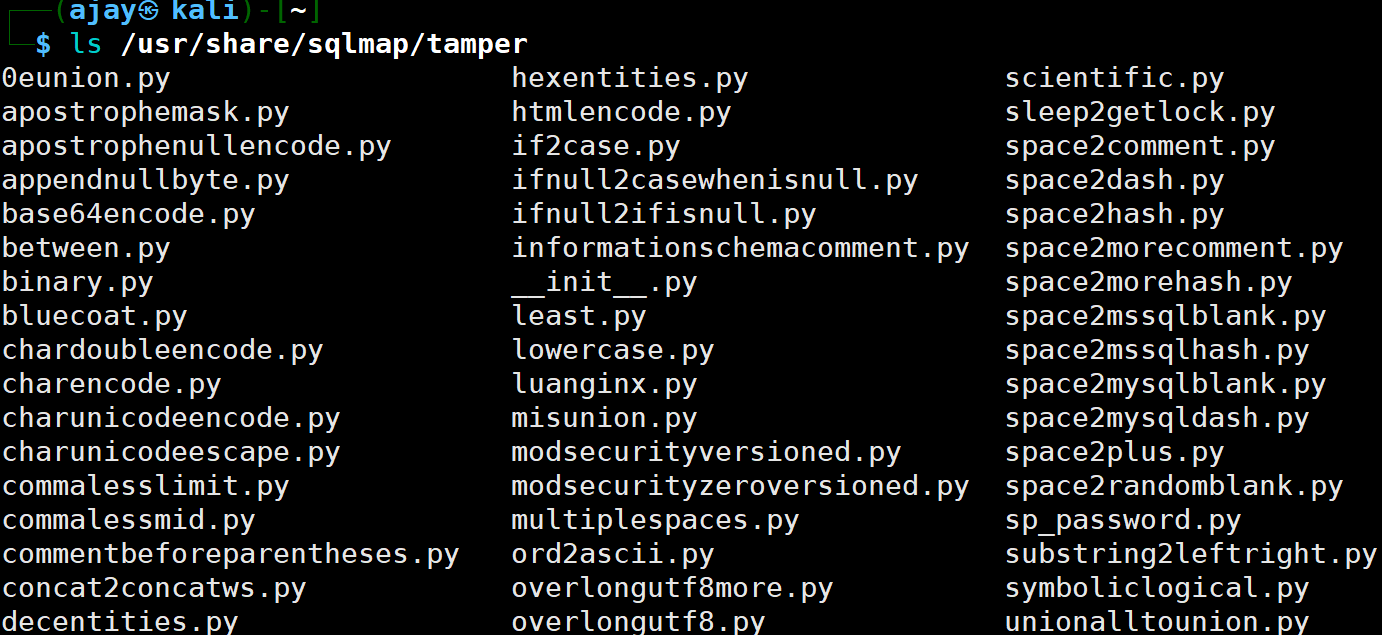 (ajay㉿kali)-[~]
$ ls /usr/share/sqlmap/tamper
0eunion.py hexentities.py scientific.py
apostrophemask.py htmlencode.py sleep2getlock.py
apostrophenullencode.py if2case.py space2comment.py
appendnullbyte.py ifnull2casewhenisnull.py space2dash.py
base64encode.py ifnull2ifisnull.py space2hash.py
between.py informationschemacomment.py space2morecomment.py
binary.py __init__.py space2morehash.py
bluecoat.py least.py space2mssqlblank.py
chardoubleencode.py lowercase.py space2mssqlhash.py
charencode.py luanginx.py space2mysqlblank.py
charunicodeencode.py misunion.py space2mysqldash.py
charunicodeescape.py modsecurityversioned.py space2plus.py
commalesslimit.py modsecurityzeroversioned.py space2randomblank.py
commalessmid.py multiplespaces.py sp_password.py
commentbeforeparentheses.py ord2ascii.py substring2leftright.py
concat2concatws.py overlongutf8more.py symboliclogical.py
decentities.py overlongutf8.py unionalltounion.py